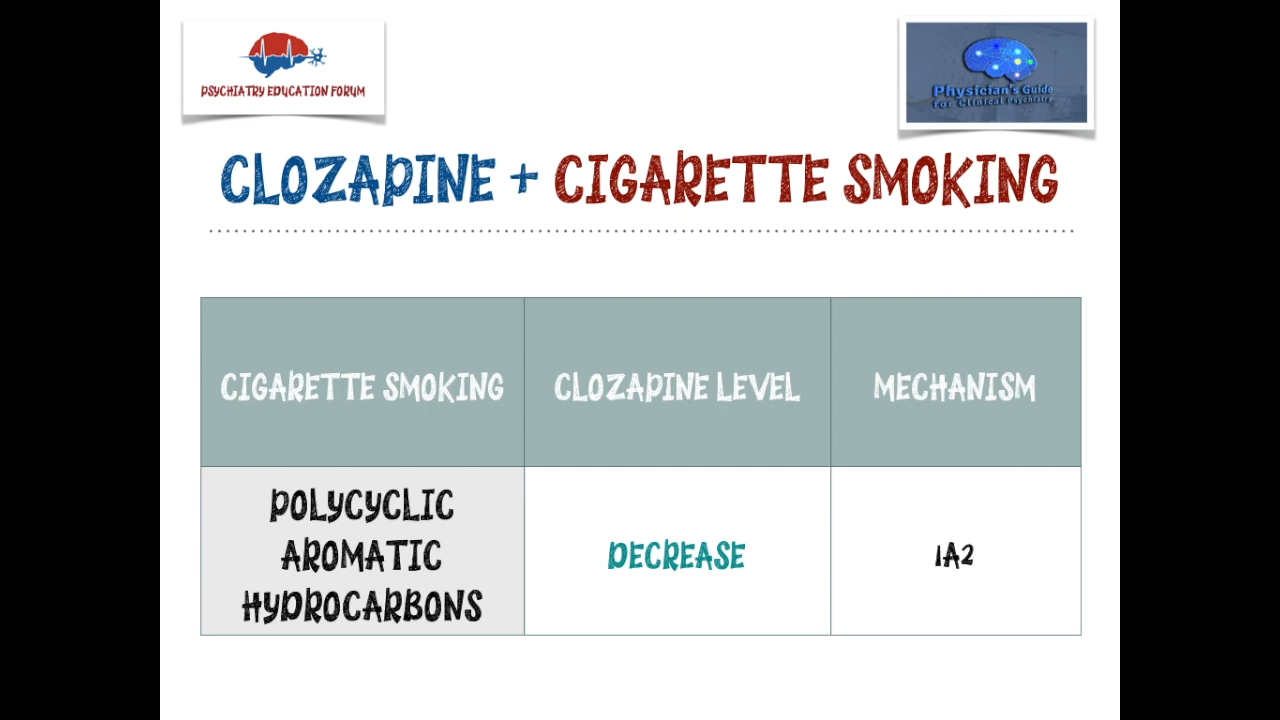 PSYCHIATRY EDUCATION FORUM
Physician's Guide
for Clinical Psychiatry
CLOZAPINE + CIGARETTE SMOKING
CIGARETTE SMOKING
CLOZAPINE LEVEL
MECHANISM
POLYCYCLIC
AROMATIC
HYDROCARBONS
DECREASE
1A2